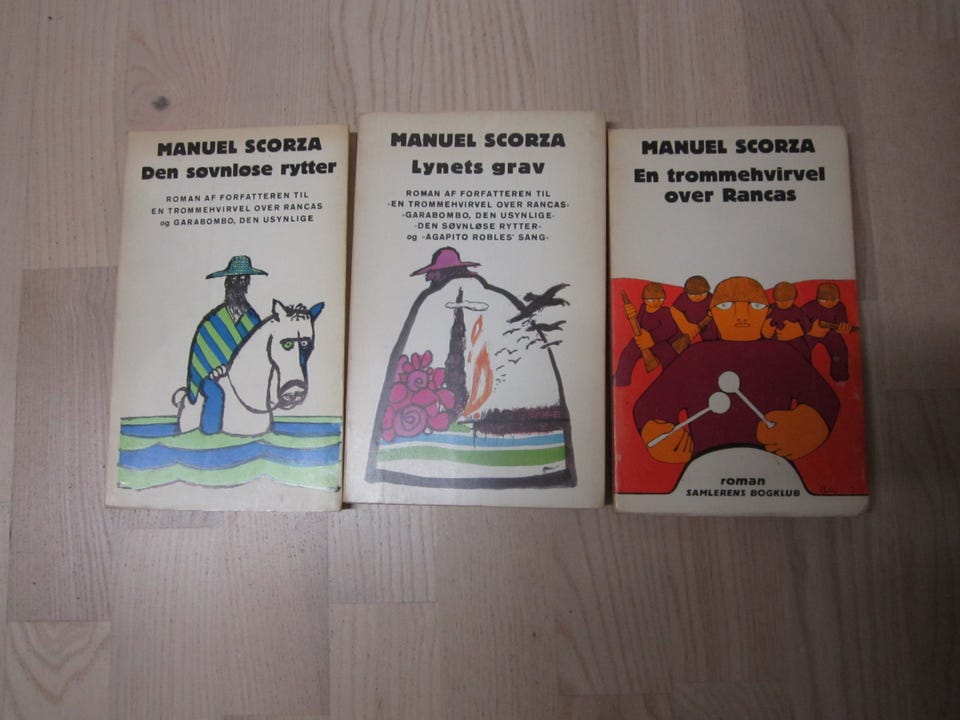 MANUEL SCORZA
Den søvnløse rytter
ROMAN AF FORFATTEREN TIL
EN TROMMEHVIRVEL OVER RANCAS
og GARABOMBO, DEN USYNLIGE
MANUEL SCORZA
Lynets grav
ROMAN AF FORFATTEREN TIL
»EN TROMMEHVIRVEL OVER RANCAS«
»GARABOMBO, DEN USYNLIGE«
»DEN SØVNLØSE RYTTER«
og »AGAPITO ROBLES' SANG«
MANUEL SCORZA
En trommehvirvel
over Rancas
roman
SAMLERENS BOGKLUB